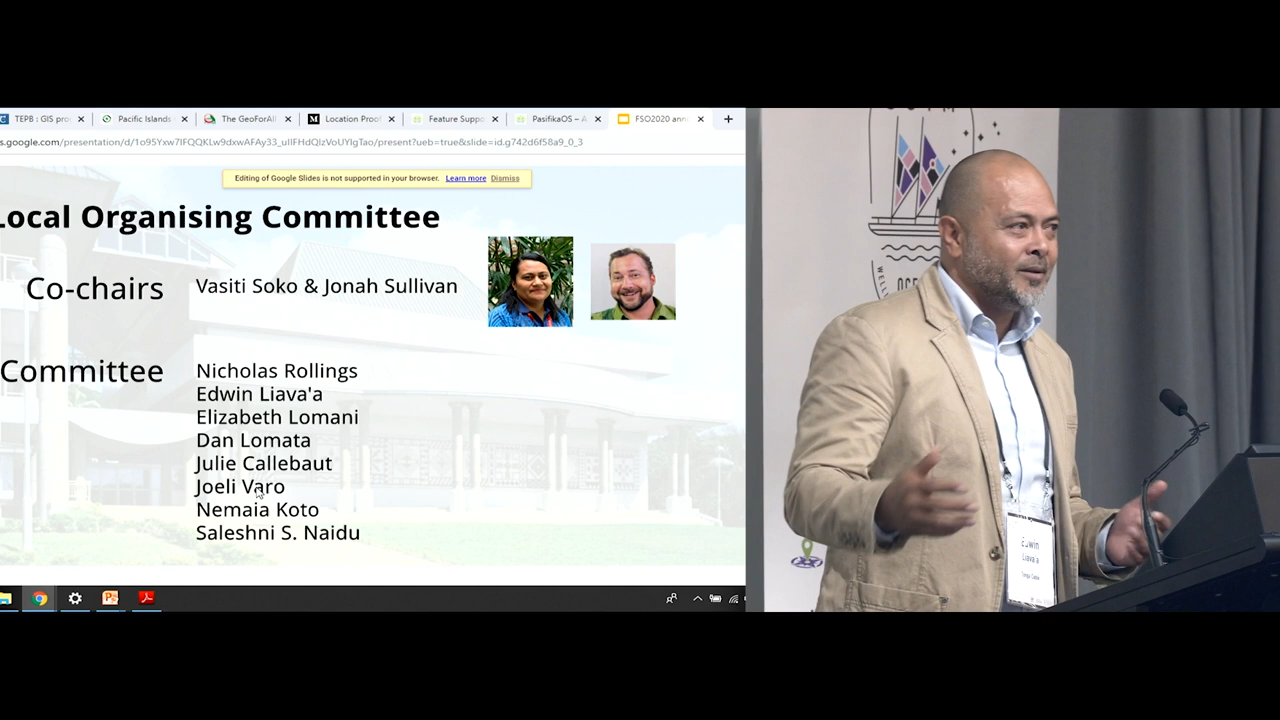 TEPB : GIS pro
Pacific Islands
The GeoForAll
Location Proof
Feature Suppo
PasifikaOS – A
FSO2020 ann
s.google.com/presentation/d/1o95Yxw7IFQQKLw9dxwAFAy33_uIIFHdQIzVoUYIgTao/present?ueb=true&slide=id.g742d6f58a9_0_3
Editing of Google Slides is not supported in your browser. Learn more Dismiss
Local Organising Committee
Co-chairs
Vasiti Soko & Jonah Sullivan
Committee
Nicholas Rollings
Edwin Liava'a
Elizabeth Lomani
Dan Lomata
Julie Callebaut
Joeli Varo
Nemaia Koto
Saleshni S. Naidu
Edwin
Liava'a